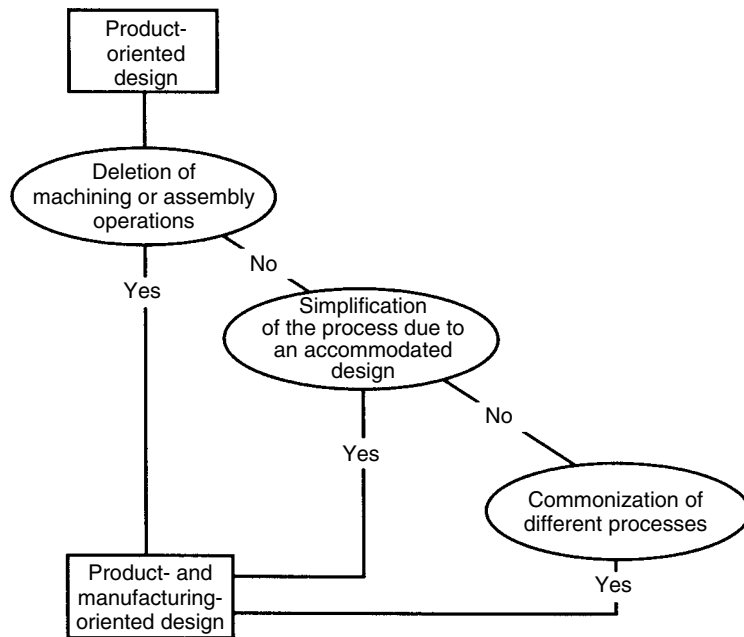 Product-
oriented
design
Deletion of
machining or assembly
operations
No
Yes
Simplification
of the process due to
an accommodated
design
No
Yes
Commonization of
different processes
Yes
Product- and
manufacturing-
oriented design